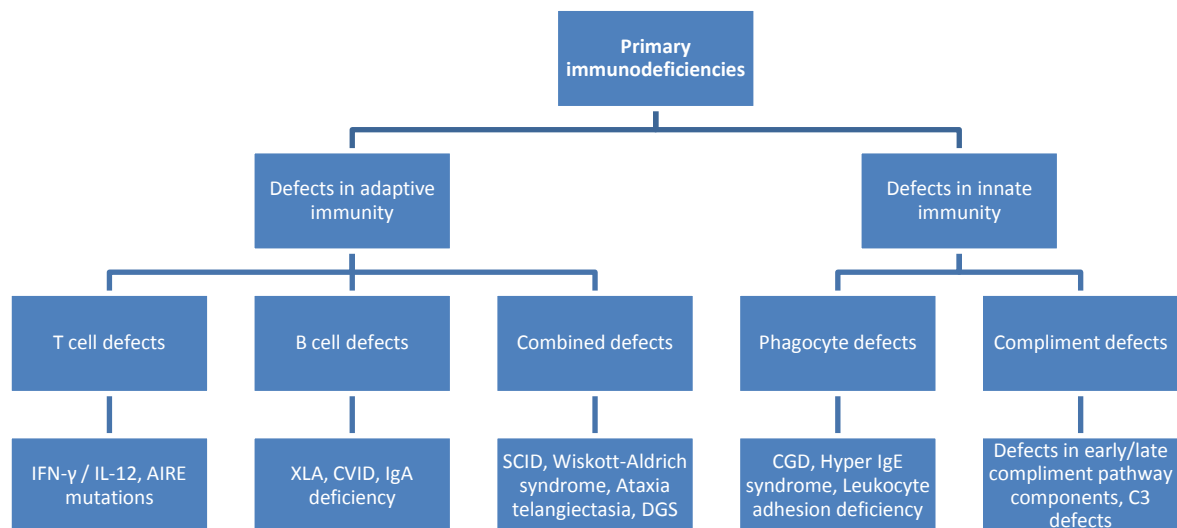 Primary
immunodeficiencies
Defects in adaptive
immunity
Defects in innate
immunity
T cell defects
B cell defects
Combined defects
Phagocyte defects
Compliment defects
IFN-γ / IL-12, AIRE
mutations
XLA, CVID, IgA
deficiency
SCID, Wiskott-Aldrich
syndrome, Ataxia
telangiectasia, DGS
CGD, Hyper IgE
syndrome, Leukocyte
adhesion deficiency
Defects in early/late
compliment pathway
components, C3
defects